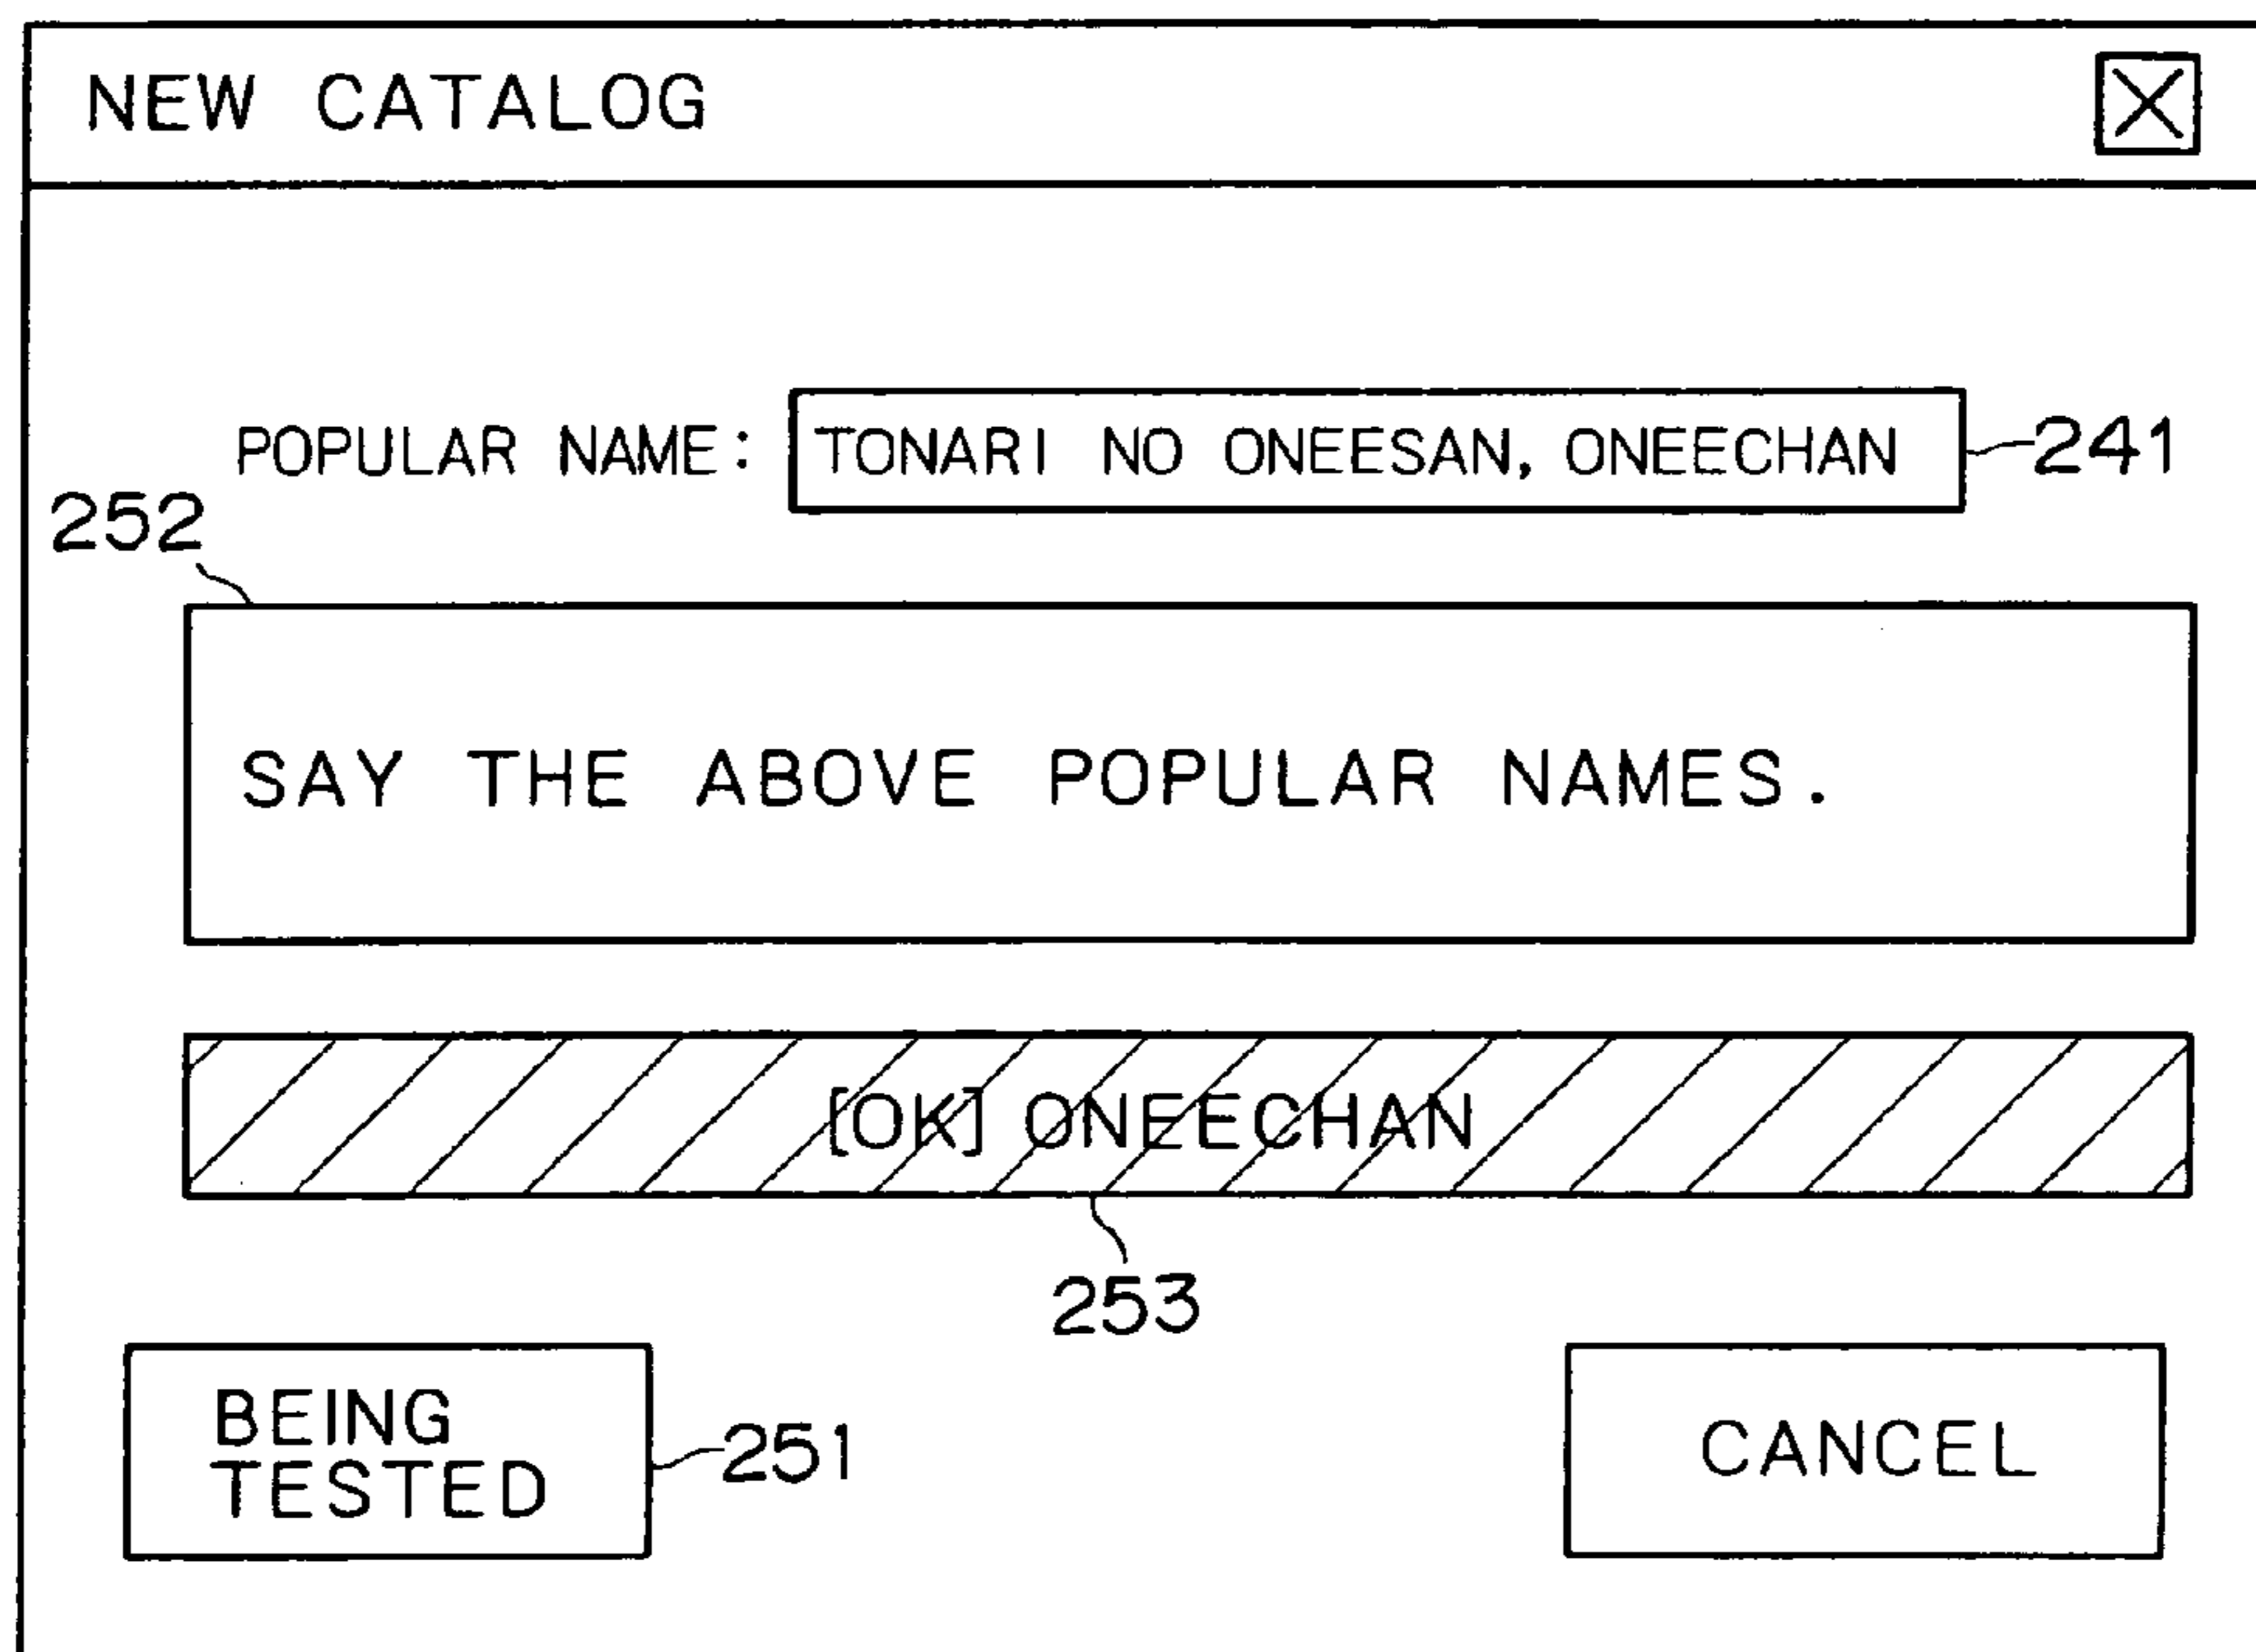 NEW CATALOG
POPULAR NAME: TONARI NO ONEESAN, ONEECHAN 241
252
SAY THE ABOVE POPULAR NAMES.
[OK] ONEECHAN
253
BEING
TESTED
251
CANCEL